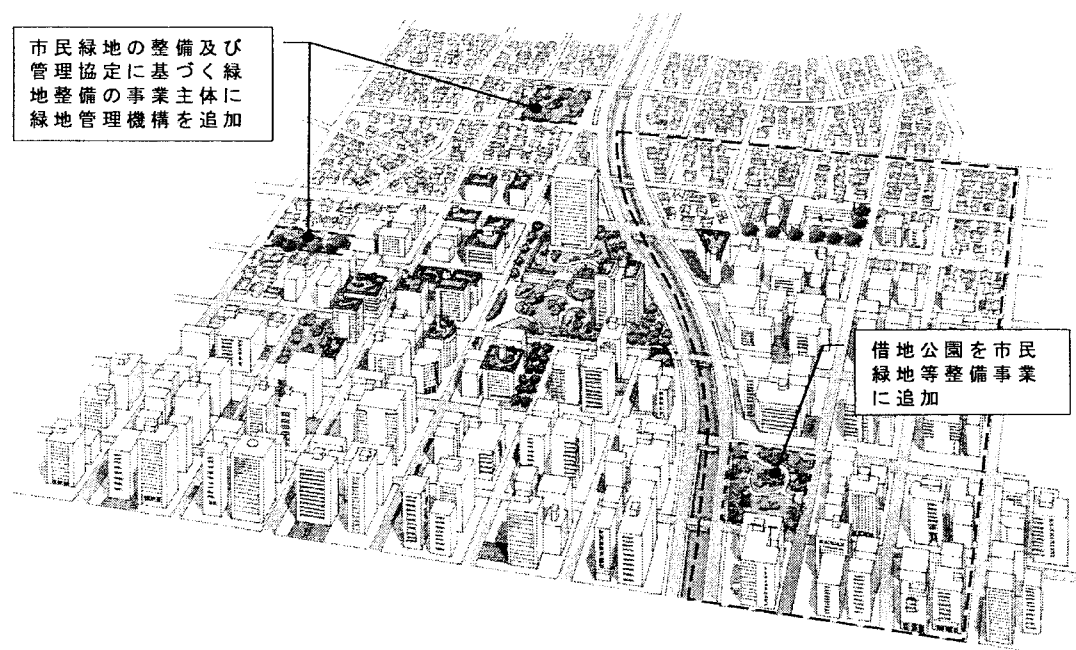 市民緑地の整備及び
管理協定に基づく緑
地整備の事業主体に
緑地管理機構を追加
借地公園を市民
緑地等整備事業
に追加